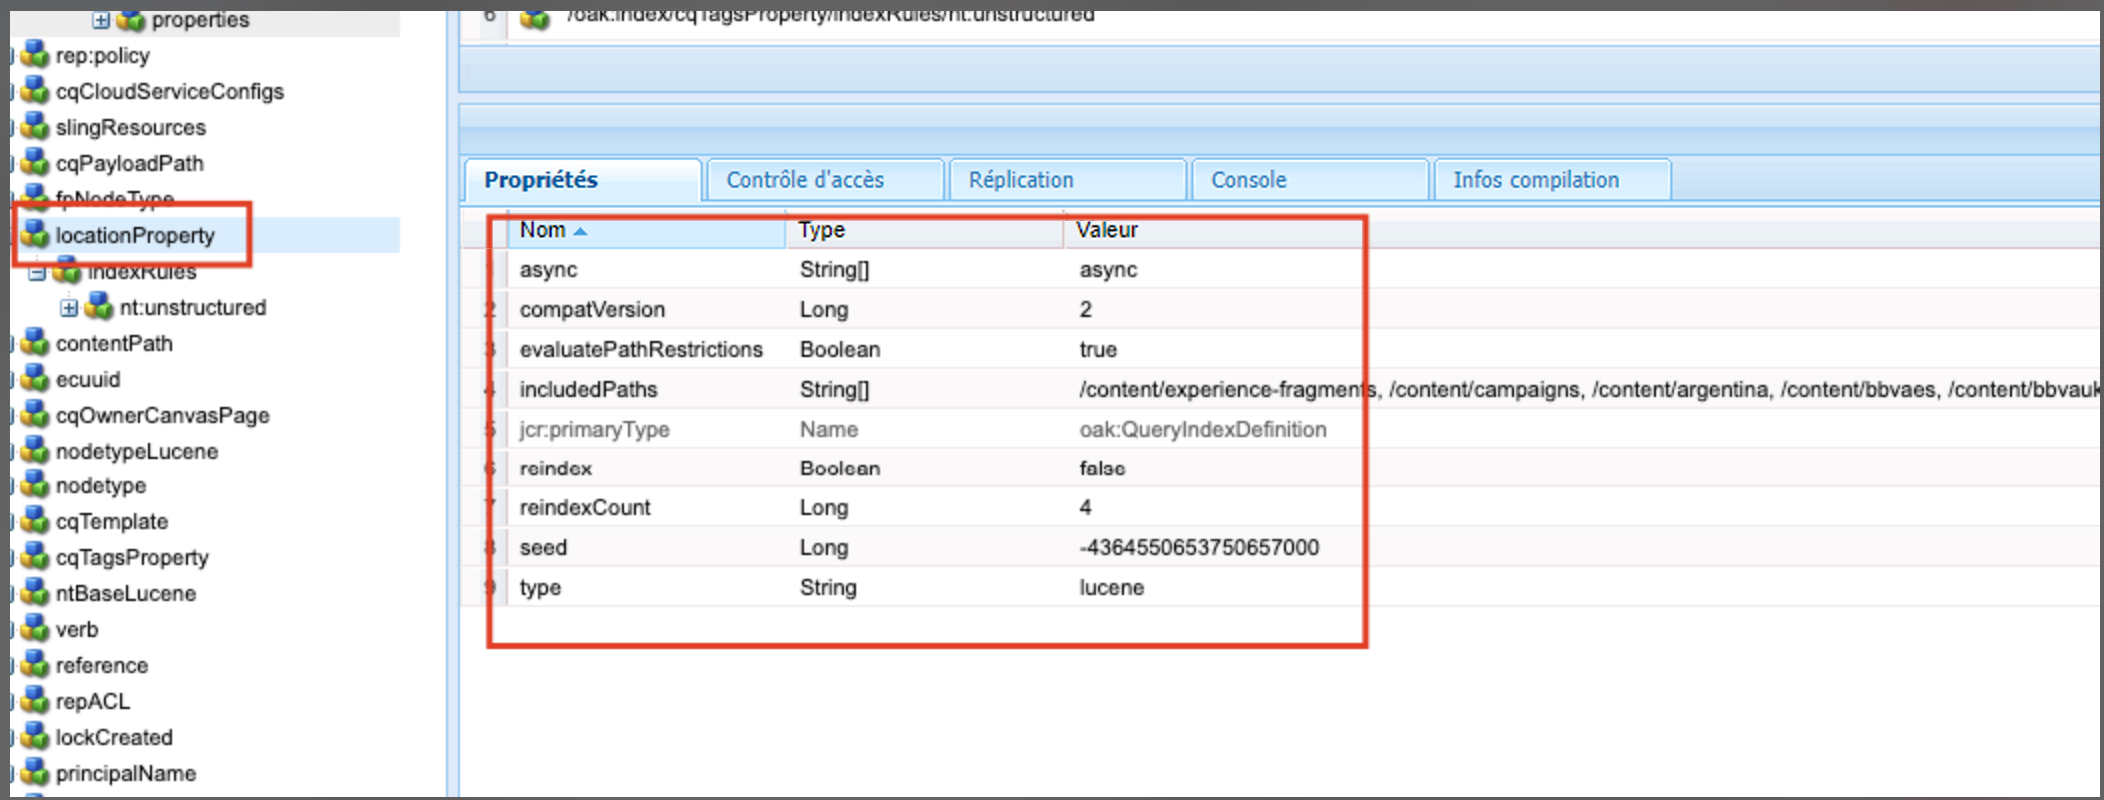 properties
rep:policy
cqCloudServiceConfigs
slingResources
cqPayloadPath
fpNodeType
locationProperty
indexRules
nt:unstructured
contentPath
ecuuid
cqOwnerCanvasPage
nodetypeLucene
nodetype
cqTemplate
cqTagsProperty
ntBaseLucene
verb
reference
repACL
lockCreated
principalName
6 /oak:index/cqTagsProperty/indexRules/nt:unstructured
Propriétés Contrôle d'accès Réplication Console Infos compilation
Nom Type Valeur
1 async String[] async
2 compatVersion Long 2
3 evaluatePathRestrictions Boolean true
4 includedPaths String[] /content/experience-fragments, /content/campaigns, /content/argentina, /content/bbvaes, /content/bbvauk
5 jcr:primaryType Name oak:QueryIndexDefinition
6 reindex Boolean false
7 reindexCount Long 4
8 seed Long -4364550653750657000
9 type String lucene